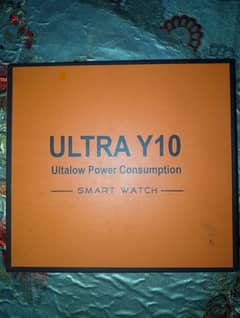 ULTRA Y10
Ultalow Power Consumption
SMART WATCH